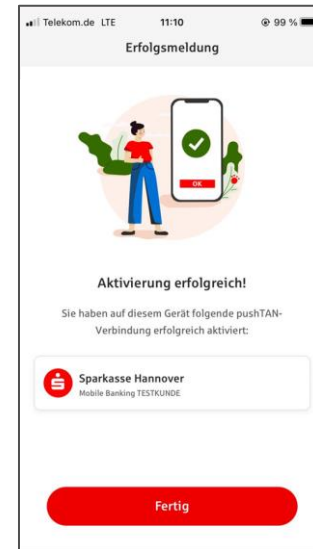 Telekom.de LTE 11:10 99 %
Erfolgsmeldung
OK
Aktivierung erfolgreich!
Sie haben auf diesem Gerät folgende pushTAN-
Verbindung erfolgreich aktiviert:
Sparkasse Hannover
Mobile Banking TESTKUNDE
Fertig